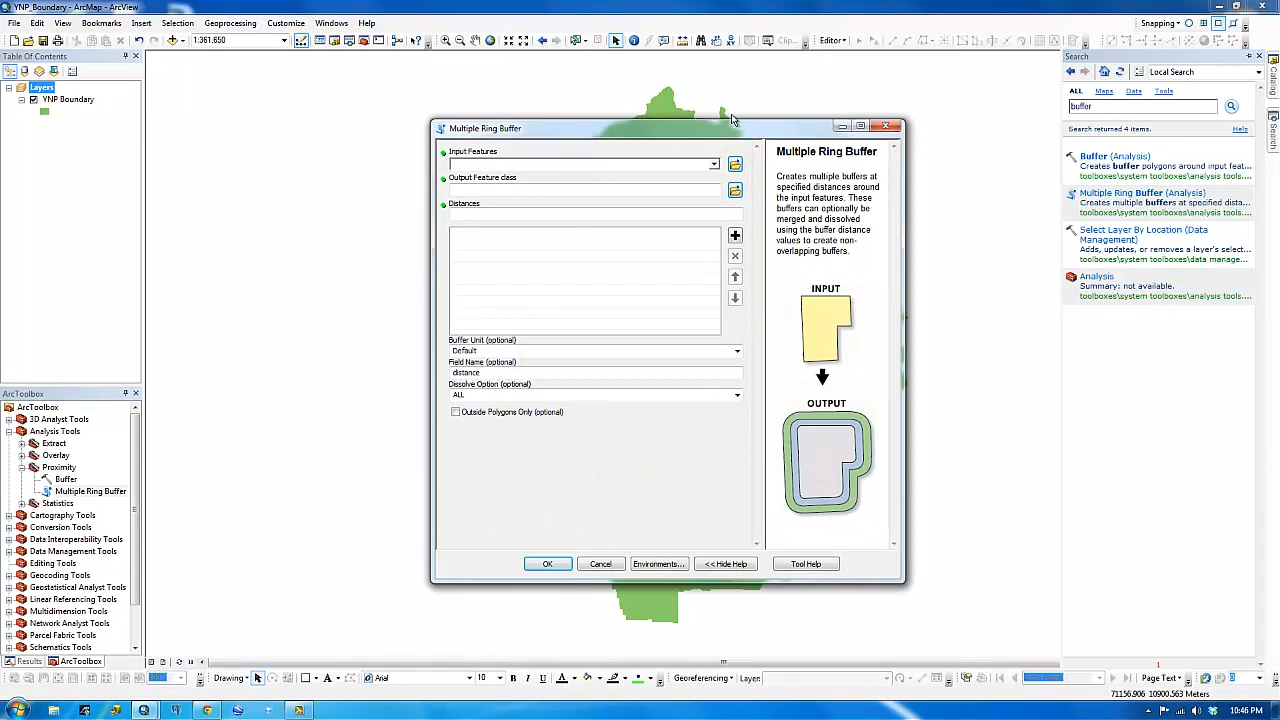 YNP_Boundary - ArcMap - ArcView
File Edit View Bookmarks Insert Selection Geoprocessing Customize Windows Help
Snapping
1:361,650
Editor
Clip...
Table Of Contents
Layers
YNP Boundary
ArcToolbox
ArcToolbox
3D Analyst Tools
Analysis Tools
Extract
Overlay
Proximity
Buffer
Multiple Ring Buffer
Statistics
Cartography Tools
Conversion Tools
Data Interoperability Tools
Data Management Tools
Editing Tools
Geocoding Tools
Geostatistical Analyst Tools
Linear Referencing Tools
Multidimension Tools
Network Analyst Tools
Parcel Fabric Tools
Schematics Tools
Results ArcToolbox
Multiple Ring Buffer
Input Features
Output Feature class
Distances
Buffer Unit (optional)
Default
Field Name (optional)
distance
Dissolve Option (optional)
ALL
Outside Polygons Only (optional)
OK Cancel Environments... << Hide Help Tool Help
Multiple Ring Buffer
Creates multiple buffers at
specified distances around
the input features. These
buffers can optionally be
merged and dissolved
using the buffer distance
values to create non-
overlapping buffers.
INPUT
OUTPUT
Search
Local Search
ALL Maps Data Tools
buffer
Search returned 4 items.
Help
Buffer (Analysis)
Creates buffer polygons around input feat...
toolboxes\system toolboxes\analysis tools....
Multiple Ring Buffer (Analysis)
Creates multiple buffers at specified dista...
toolboxes\system toolboxes\analysis tools....
Select Layer By Location (Data
Management)
Adds, updates, or removes a layer's select...
toolboxes\system toolboxes\data manage...
Analysis
Summary: not available.
toolboxes\system toolboxes\analysis tools....
1
Catalog
Search
Drawing Arial 10 B I U A Georeferencing Layer: Page Text
71156.906 10900.563 Meters
10:46 PM